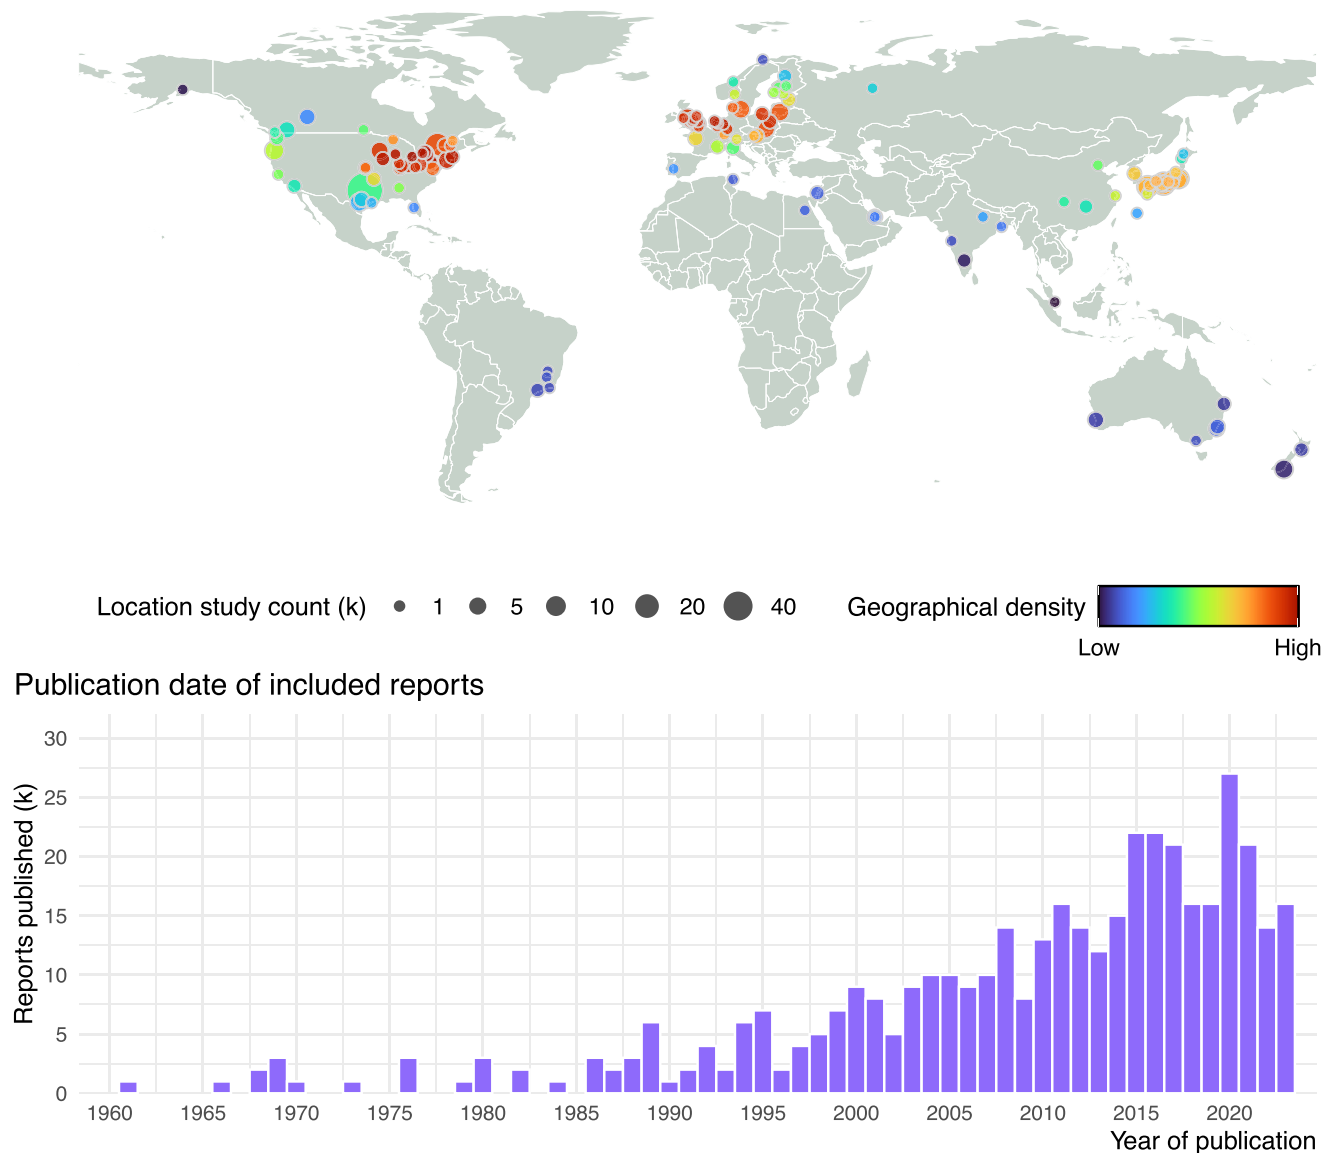 Location study count (k) 1 5 10 20 40 Geographical density
Low High
Publication date of included reports
Reports published (k)
30
25
20
15
10
5
0
1960 1965 1970 1975 1980 1985 1990 1995 2000 2005 2010 2015 2020
Year of publication